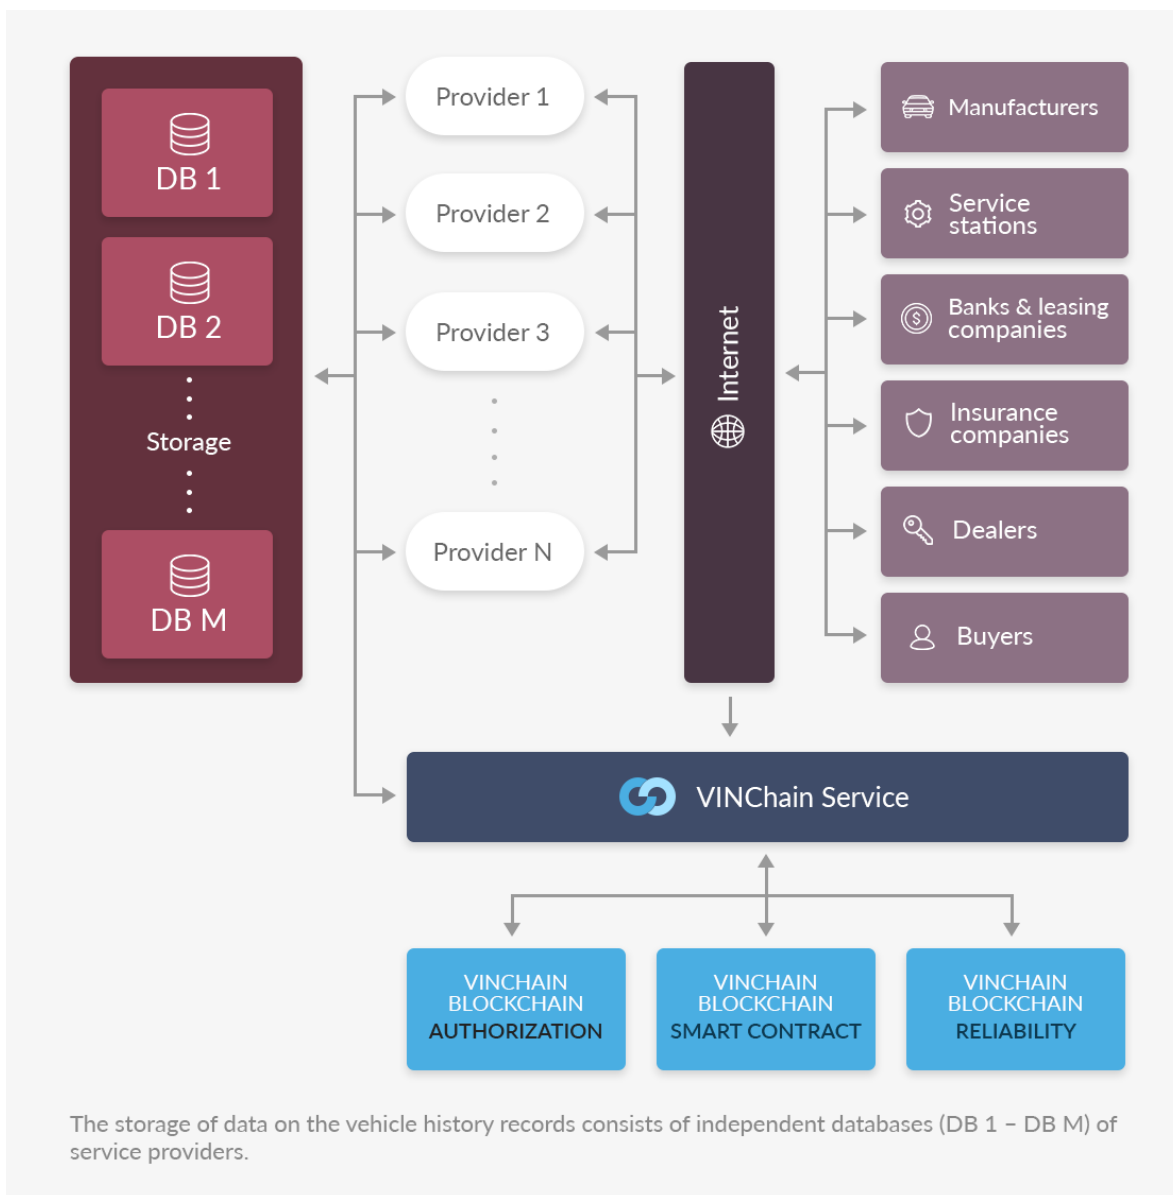 DB 1
DB 2
Storage
DB M
Provider 1
Provider 2
Provider 3
Provider N
Internet
Manufacturers
Service
stations
Banks & leasing
companies
Insurance
companies
Dealers
Buyers
VINChain Service
VINCHAIN
BLOCKCHAIN
AUTHORIZATION
VINCHAIN
BLOCKCHAIN
SMART CONTRACT
VINCHAIN
BLOCKCHAIN
RELIABILITY
The storage of data on the vehicle history records consists of independent databases (DB 1 – DB M) of
service providers.